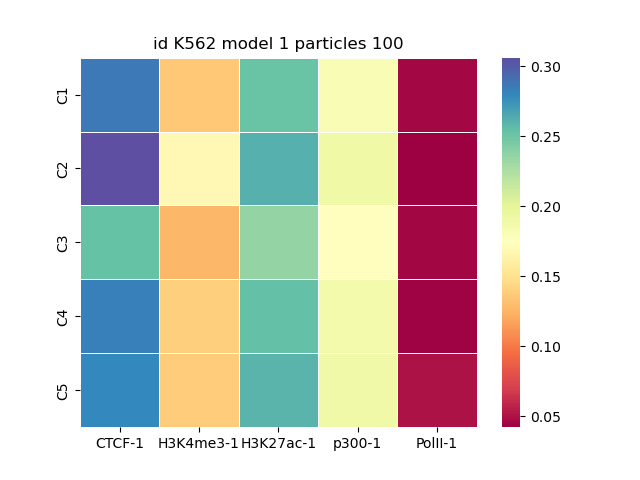 id K562 model 1 particles 100
C1
C2
C3
C4
C5
CTCF-1
H3K4me3-1
H3K27ac-1
p300-1
PolII-1
0.30
0.25
0.20
0.15
0.10
0.05